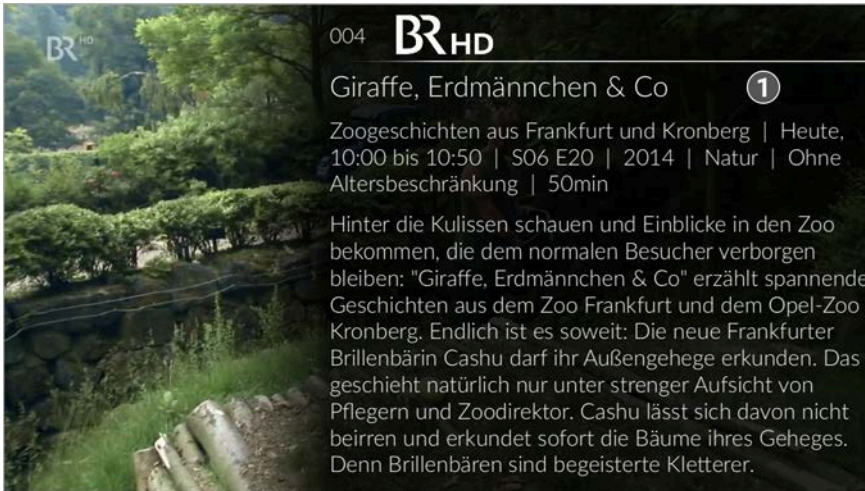 BR HD
004 BR HD
Giraffe, Erdmännchen & Co 1
Zoogeschichten aus Frankfurt und Kronberg | Heute,
10:00 bis 10:50 | S06 E20 | 2014 | Natur | Ohne
Altersbeschränkung | 50min
Hinter die Kulissen schauen und Einblicke in den Zoo
bekommen, die dem normalen Besucher verborgen
bleiben: "Giraffe, Erdmännchen & Co" erzählt spannende
Geschichten aus dem Zoo Frankfurt und dem Opel-Zoo
Kronberg. Endlich ist es soweit: Die neue Frankfurter
Brillenbärin Cashu darf ihr Außengehege erkunden. Das
geschieht natürlich nur unter strenger Aufsicht von
Pflegern und Zoodirektor. Cashu lässt sich davon nicht
beirren und erkundet sofort die Bäume ihres Geheges.
Denn Brillenbären sind begeisterte Kletterer.